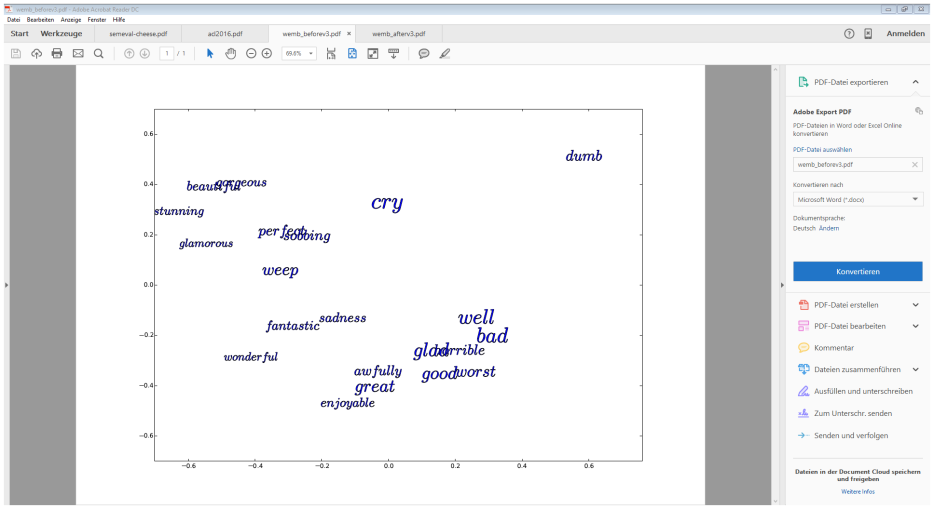 wemb_beforev3.pdf - Adobe Acrobat Reader DC
Datei Bearbeiten Anzeige Fenster Hilfe
Start Werkzeuge semeval-cheese.pdf ad2016.pdf wemb_beforev3.pdf × wemb_afterv3.pdf Anmelden
1 / 1 69,6%
PDF-Datei exportieren
Adobe Export PDF
PDF-Dateien in Word oder Excel Online
konvertieren
PDF-Datei auswählen
wemb_beforev3.pdf
Konvertieren nach
Microsoft Word (*.docx)
Dokumentsprache:
Deutsch Ändern
Konvertieren
PDF-Datei erstellen
PDF-Datei bearbeiten
Kommentar
Dateien zusammenführen
Ausfüllen und unterschreiben
Zum Unterschr. senden
Senden und verfolgen
Dateien in der Document Cloud speichern
und freigeben
Weitere Infos
0.6
dumb
0.4
beautiful gorgeous
cry
stunning
0.2
perfect sobbing
glamorous
weep
0.0
sadness
well
fantastic
−0.2
bad
glad horrible
wonderful
awfully good worst
−0.4
great
enjoyable
−0.6
−0.6 −0.4 −0.2 0.0 0.2 0.4 0.6